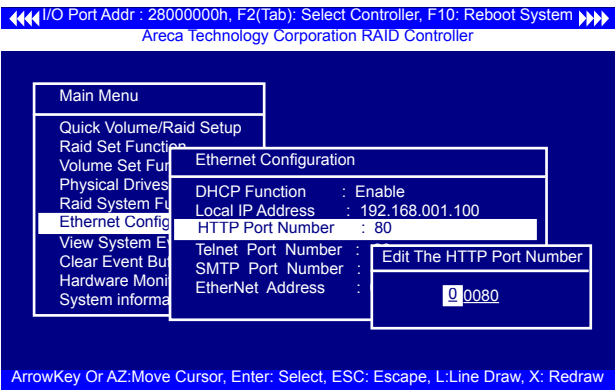 I/O Port Addr : 28000000h, F2(Tab): Select Controller, F10: Reboot System
Areca Technology Corporation RAID Controller
Main Menu
Quick Volume/Raid Setup
Raid Set Function
Volume Set Fun
Physical Drives
Raid System Fu
Ethernet Config
View System Ev
Clear Event Buf
Hardware Moni
System informa
Ethernet Configuration
DHCP Function : Enable
Local IP Address : 192.168.001.100
HTTP Port Number : 80
Telnet Port Number :
SMTP Port Number :
EtherNet Address :
Edit The HTTP Port Number
0 0080
ArrowKey Or AZ:Move Cursor, Enter: Select, ESC: Escape, L:Line Draw, X: Redraw